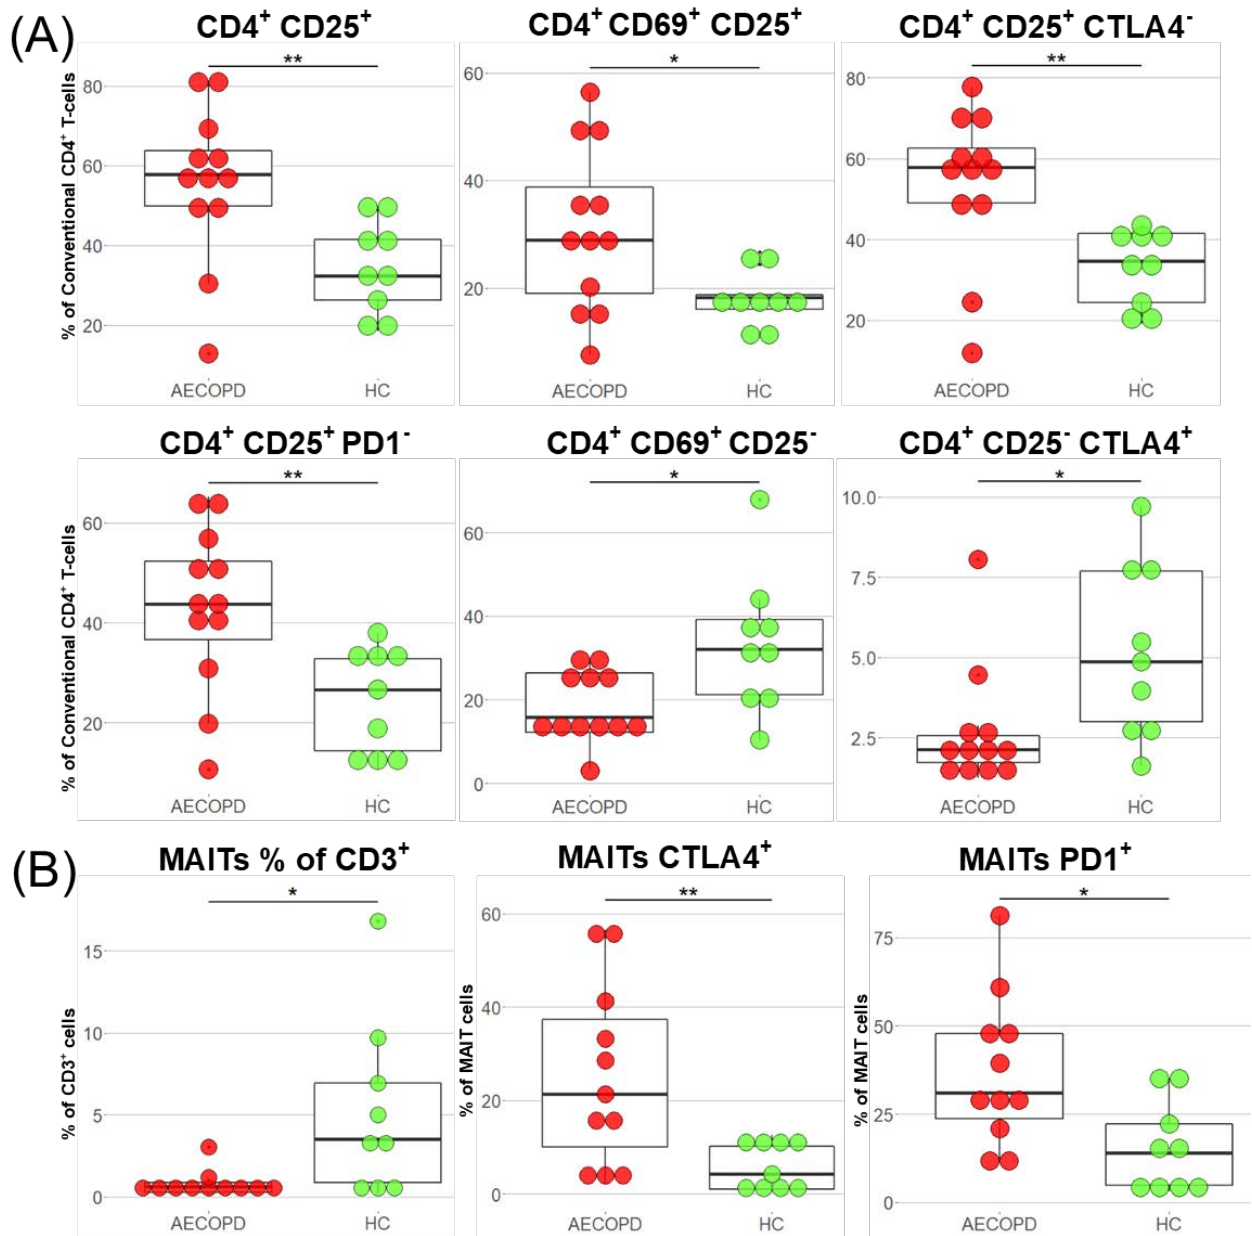 (A)
CD4⁺ CD25⁺
CD4⁺ CD69⁺ CD25⁺
CD4⁺ CD25⁺ CTLA4⁻
% of Conventional CD4⁺ T-cells
80
60
40
20
**
AECOPD
HC
60
40
20
*
AECOPD
HC
80
60
40
20
**
AECOPD
HC
CD4⁺ CD25⁺ PD1⁻
CD4⁺ CD69⁺ CD25⁻
CD4⁺ CD25⁻ CTLA4⁺
% of Conventional CD4⁺ T-cells
60
40
20
**
AECOPD
HC
60
40
20
0
*
AECOPD
HC
10.0
7.5
5.0
2.5
*
AECOPD
HC
(B)
MAITs % of CD3⁺
MAITs CTLA4⁺
MAITs PD1⁺
% of CD3⁺ cells
15
10
5
0
*
AECOPD
HC
% of MAIT cells
60
40
20
0
**
AECOPD
HC
% of MAIT cells
75
50
25
0
*
AECOPD
HC